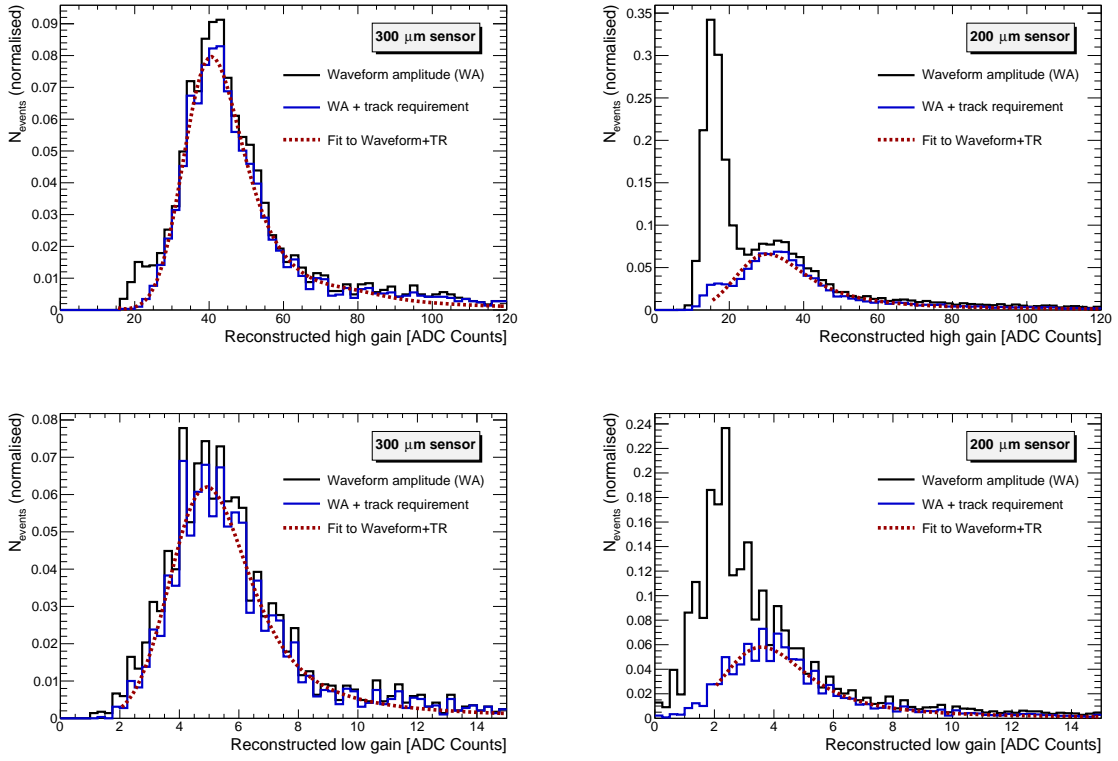 N_events (normalised)
0.09
0.08
0.07
0.06
0.05
0.04
0.03
0.02
0.01
0
300 μm sensor
Waveform amplitude (WA)
WA + track requirement
Fit to Waveform+TR
0 20 40 60 80 100 120
Reconstructed high gain [ADC Counts]
N_events (normalised)
0.35
0.3
0.25
0.2
0.15
0.1
0.05
0
200 μm sensor
Waveform amplitude (WA)
WA + track requirement
Fit to Waveform+TR
0 20 40 60 80 100 120
Reconstructed high gain [ADC Counts]
N_events (normalised)
0.08
0.07
0.06
0.05
0.04
0.03
0.02
0.01
0
300 μm sensor
Waveform amplitude (WA)
WA + track requirement
Fit to Waveform+TR
0 2 4 6 8 10 12 14
Reconstructed low gain [ADC Counts]
N_events (normalised)
0.24
0.22
0.2
0.18
0.16
0.14
0.12
0.1
0.08
0.06
0.04
0.02
0
200 μm sensor
Waveform amplitude (WA)
WA + track requirement
Fit to Waveform+TR
0 2 4 6 8 10 12 14
Reconstructed low gain [ADC Counts]